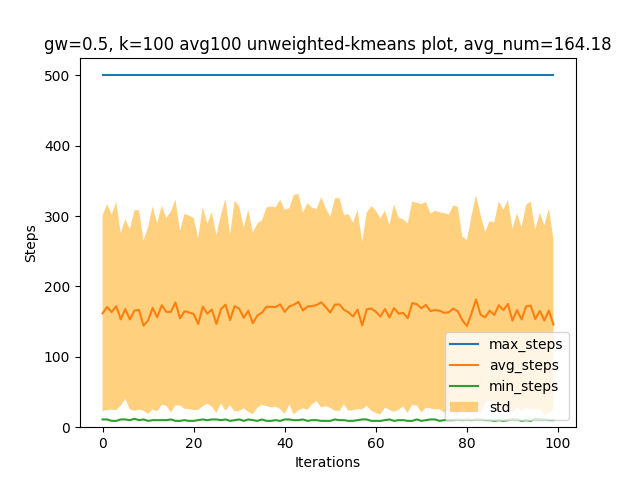 gw=0.5, k=100 avg100 unweighted-kmeans plot, avg_num=164.18
500
400
300
200
100
0
Steps
0 20 40 60 80 100
Iterations
max_steps
avg_steps
min_steps
std